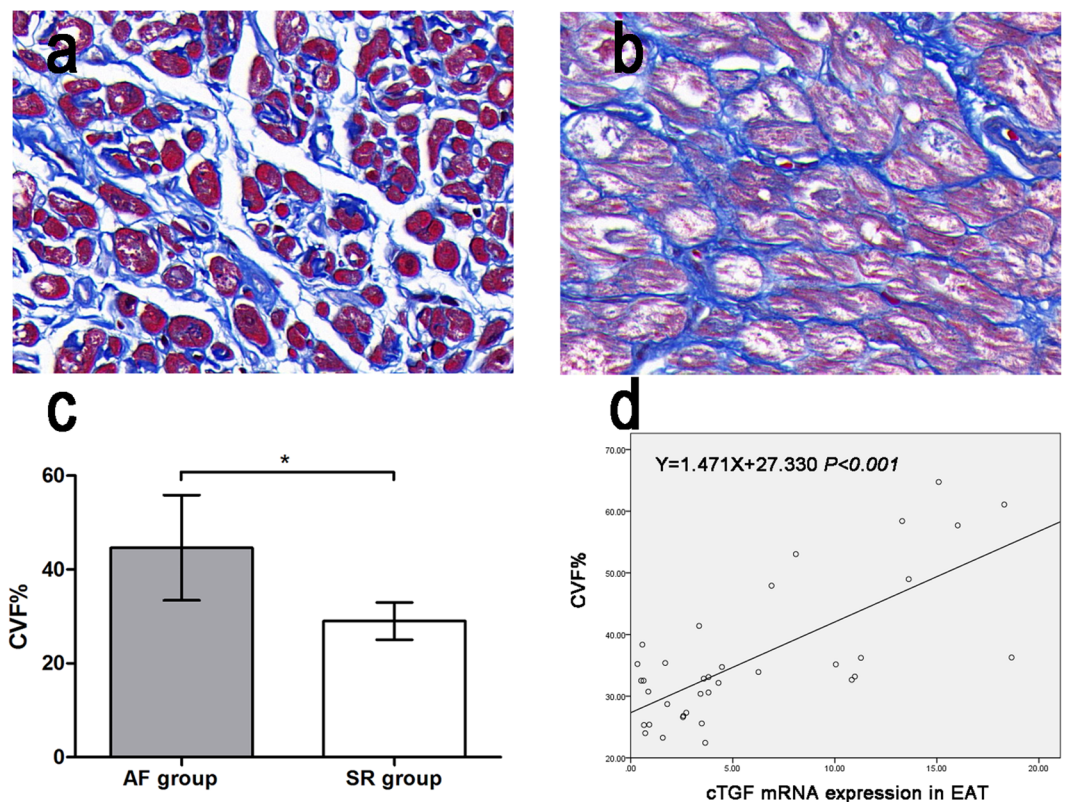 a
b
c
CVF%
60
40
20
0
*
AF group
SR group
d
Y=1.471X+27.330 P<0.001
CVF%
70.00
60.00
50.00
40.00
30.00
20.00
.00
5.00
10.00
15.00
20.00
cTGF mRNA expression in EAT